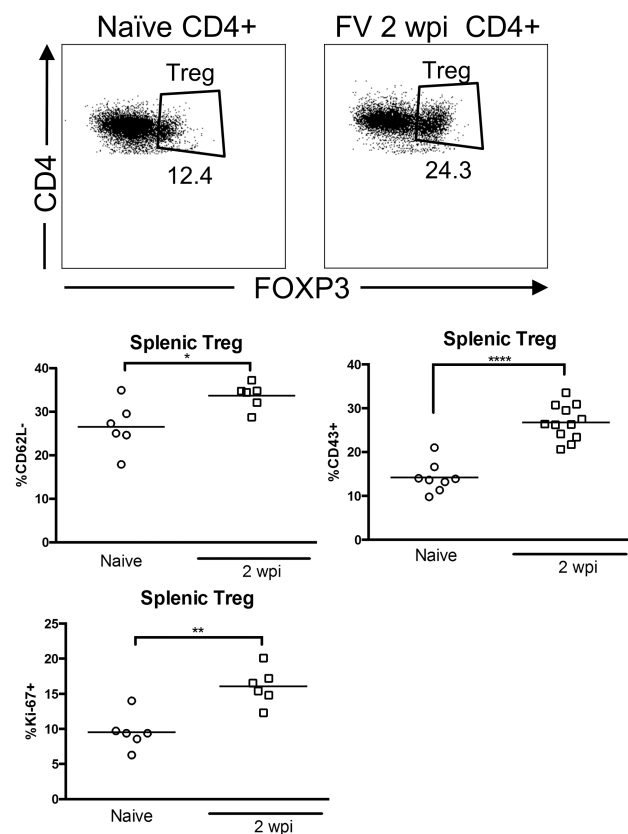 Naïve CD4+ FV 2 wpi CD4+
Treg Treg
12.4 24.3
CD4
FOXP3
Splenic Treg
*
%CD62L-
40
30
20
10
0
Naive 2 wpi
Splenic Treg
****
%CD43+
40
30
20
10
0
Naive 2 wpi
Splenic Treg
**
%Ki-67+
25
20
15
10
5
0
Naive 2 wpi